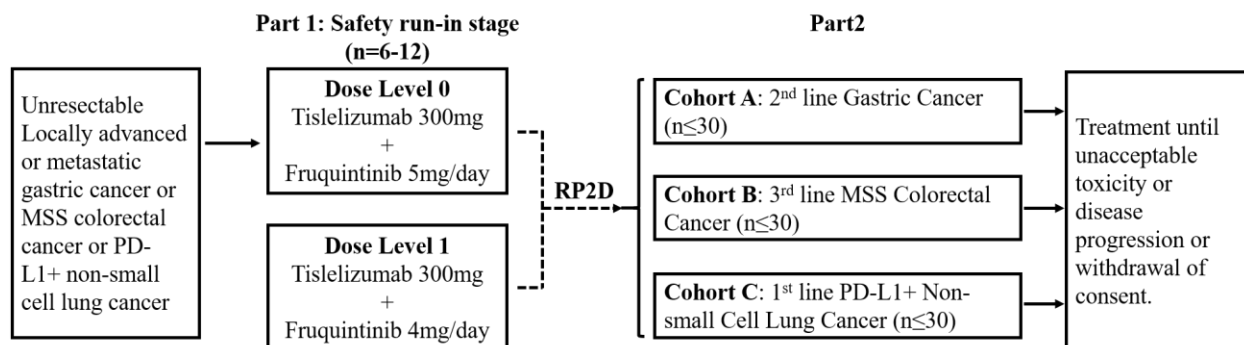 Part 1: Safety run-in stage
(n=6-12)
Part2
Unresectable
Locally advanced
or metastatic
gastric cancer or
MSS colorectal
cancer or PD-
L1+ non-small
cell lung cancer
Dose Level 0
Tislelizumab 300mg
+
Fruquintinib 5mg/day
Dose Level 1
Tislelizumab 300mg
+
Fruquintinib 4mg/day
RP2D
Cohort A: 2nd line Gastric Cancer
(n≤30)
Cohort B: 3rd line MSS Colorectal
Cancer (n≤30)
Cohort C: 1st line PD-L1+ Non-
small Cell Lung Cancer (n≤30)
Treatment until
unacceptable
toxicity or
disease
progression or
withdrawal of
consent.